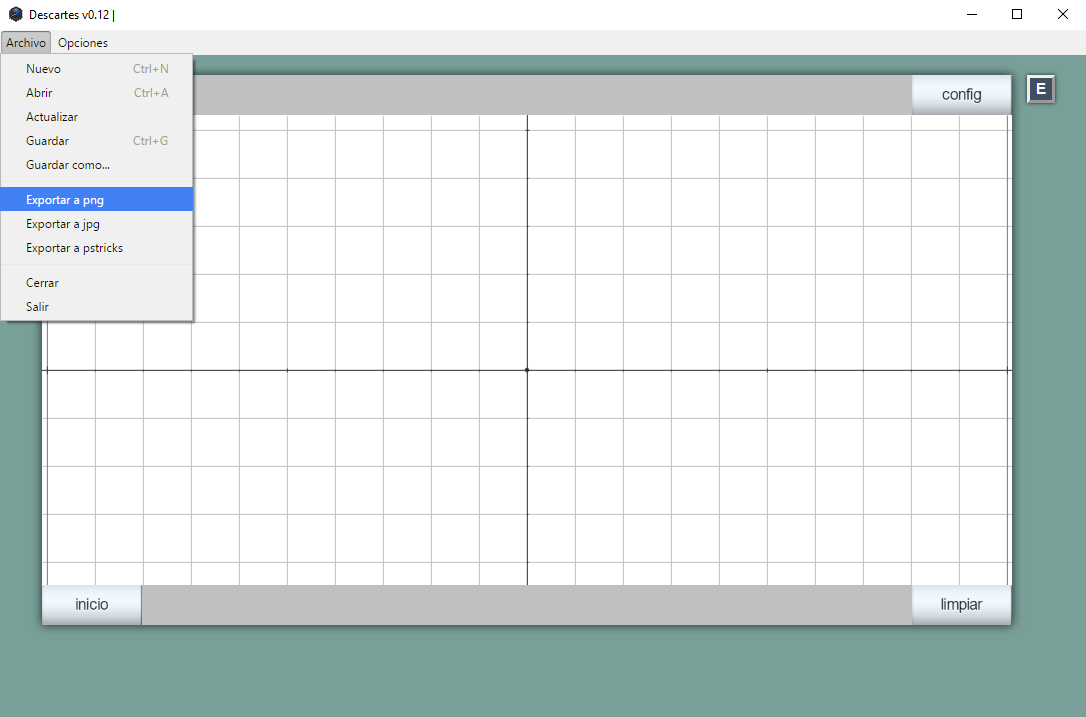 Descartes v0.12 |
Archivo Opciones
Nuevo Ctrl+N
Abrir Ctrl+A
Actualizar
Guardar Ctrl+G
Guardar como...
Exportar a png
Exportar a jpg
Exportar a pstricks
Cerrar
Salir
config
E
inicio
limpiar